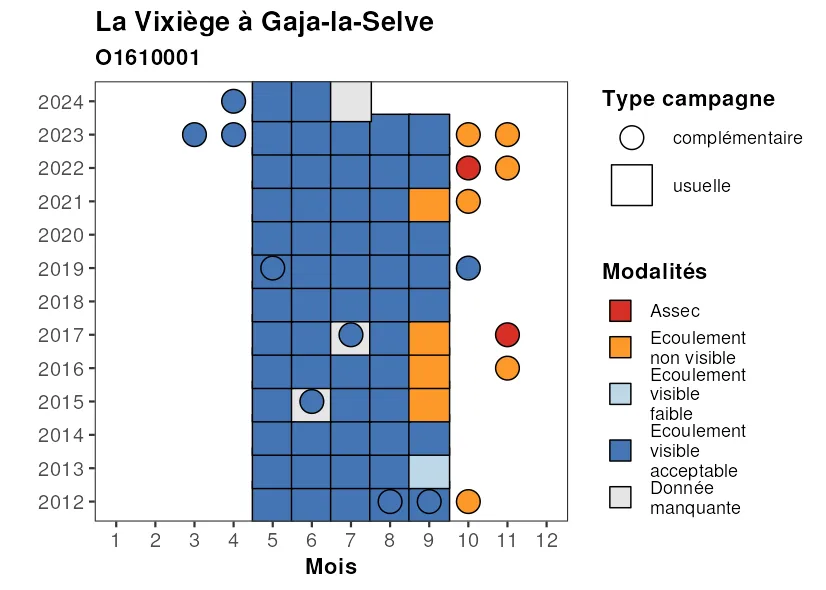 La Vixiège à Gaja-la-Selve
O1610001
2024
2023
2022
2021
2020
2019
2018
2017
2016
2015
2014
2013
2012
1 2 3 4 5 6 7 8 9 10 11 12
Mois
Type campagne
complémentaire
usuelle
Modalités
Assec
Ecoulement
non visible
Ecoulement
visible
faible
Ecoulement
visible
acceptable
Donnée
manquante